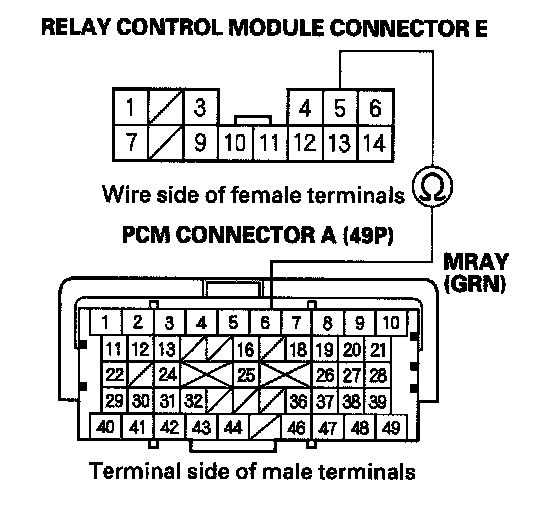 RELAY CONTROL MODULE CONNECTOR E
1 3 4 5 6
7 9 10 11 12 13 14
Wire side of female terminals
Ω
PCM CONNECTOR A (49P)
MRAY
(GRN)
1 2 3 4 5 6 7 8 9 10
11 12 13 16 18 19 20 21
22 24 25 26 27 28
29 30 31 32 36 37 38 39
40 41 42 43 44 46 47 48 49
Terminal side of male terminals